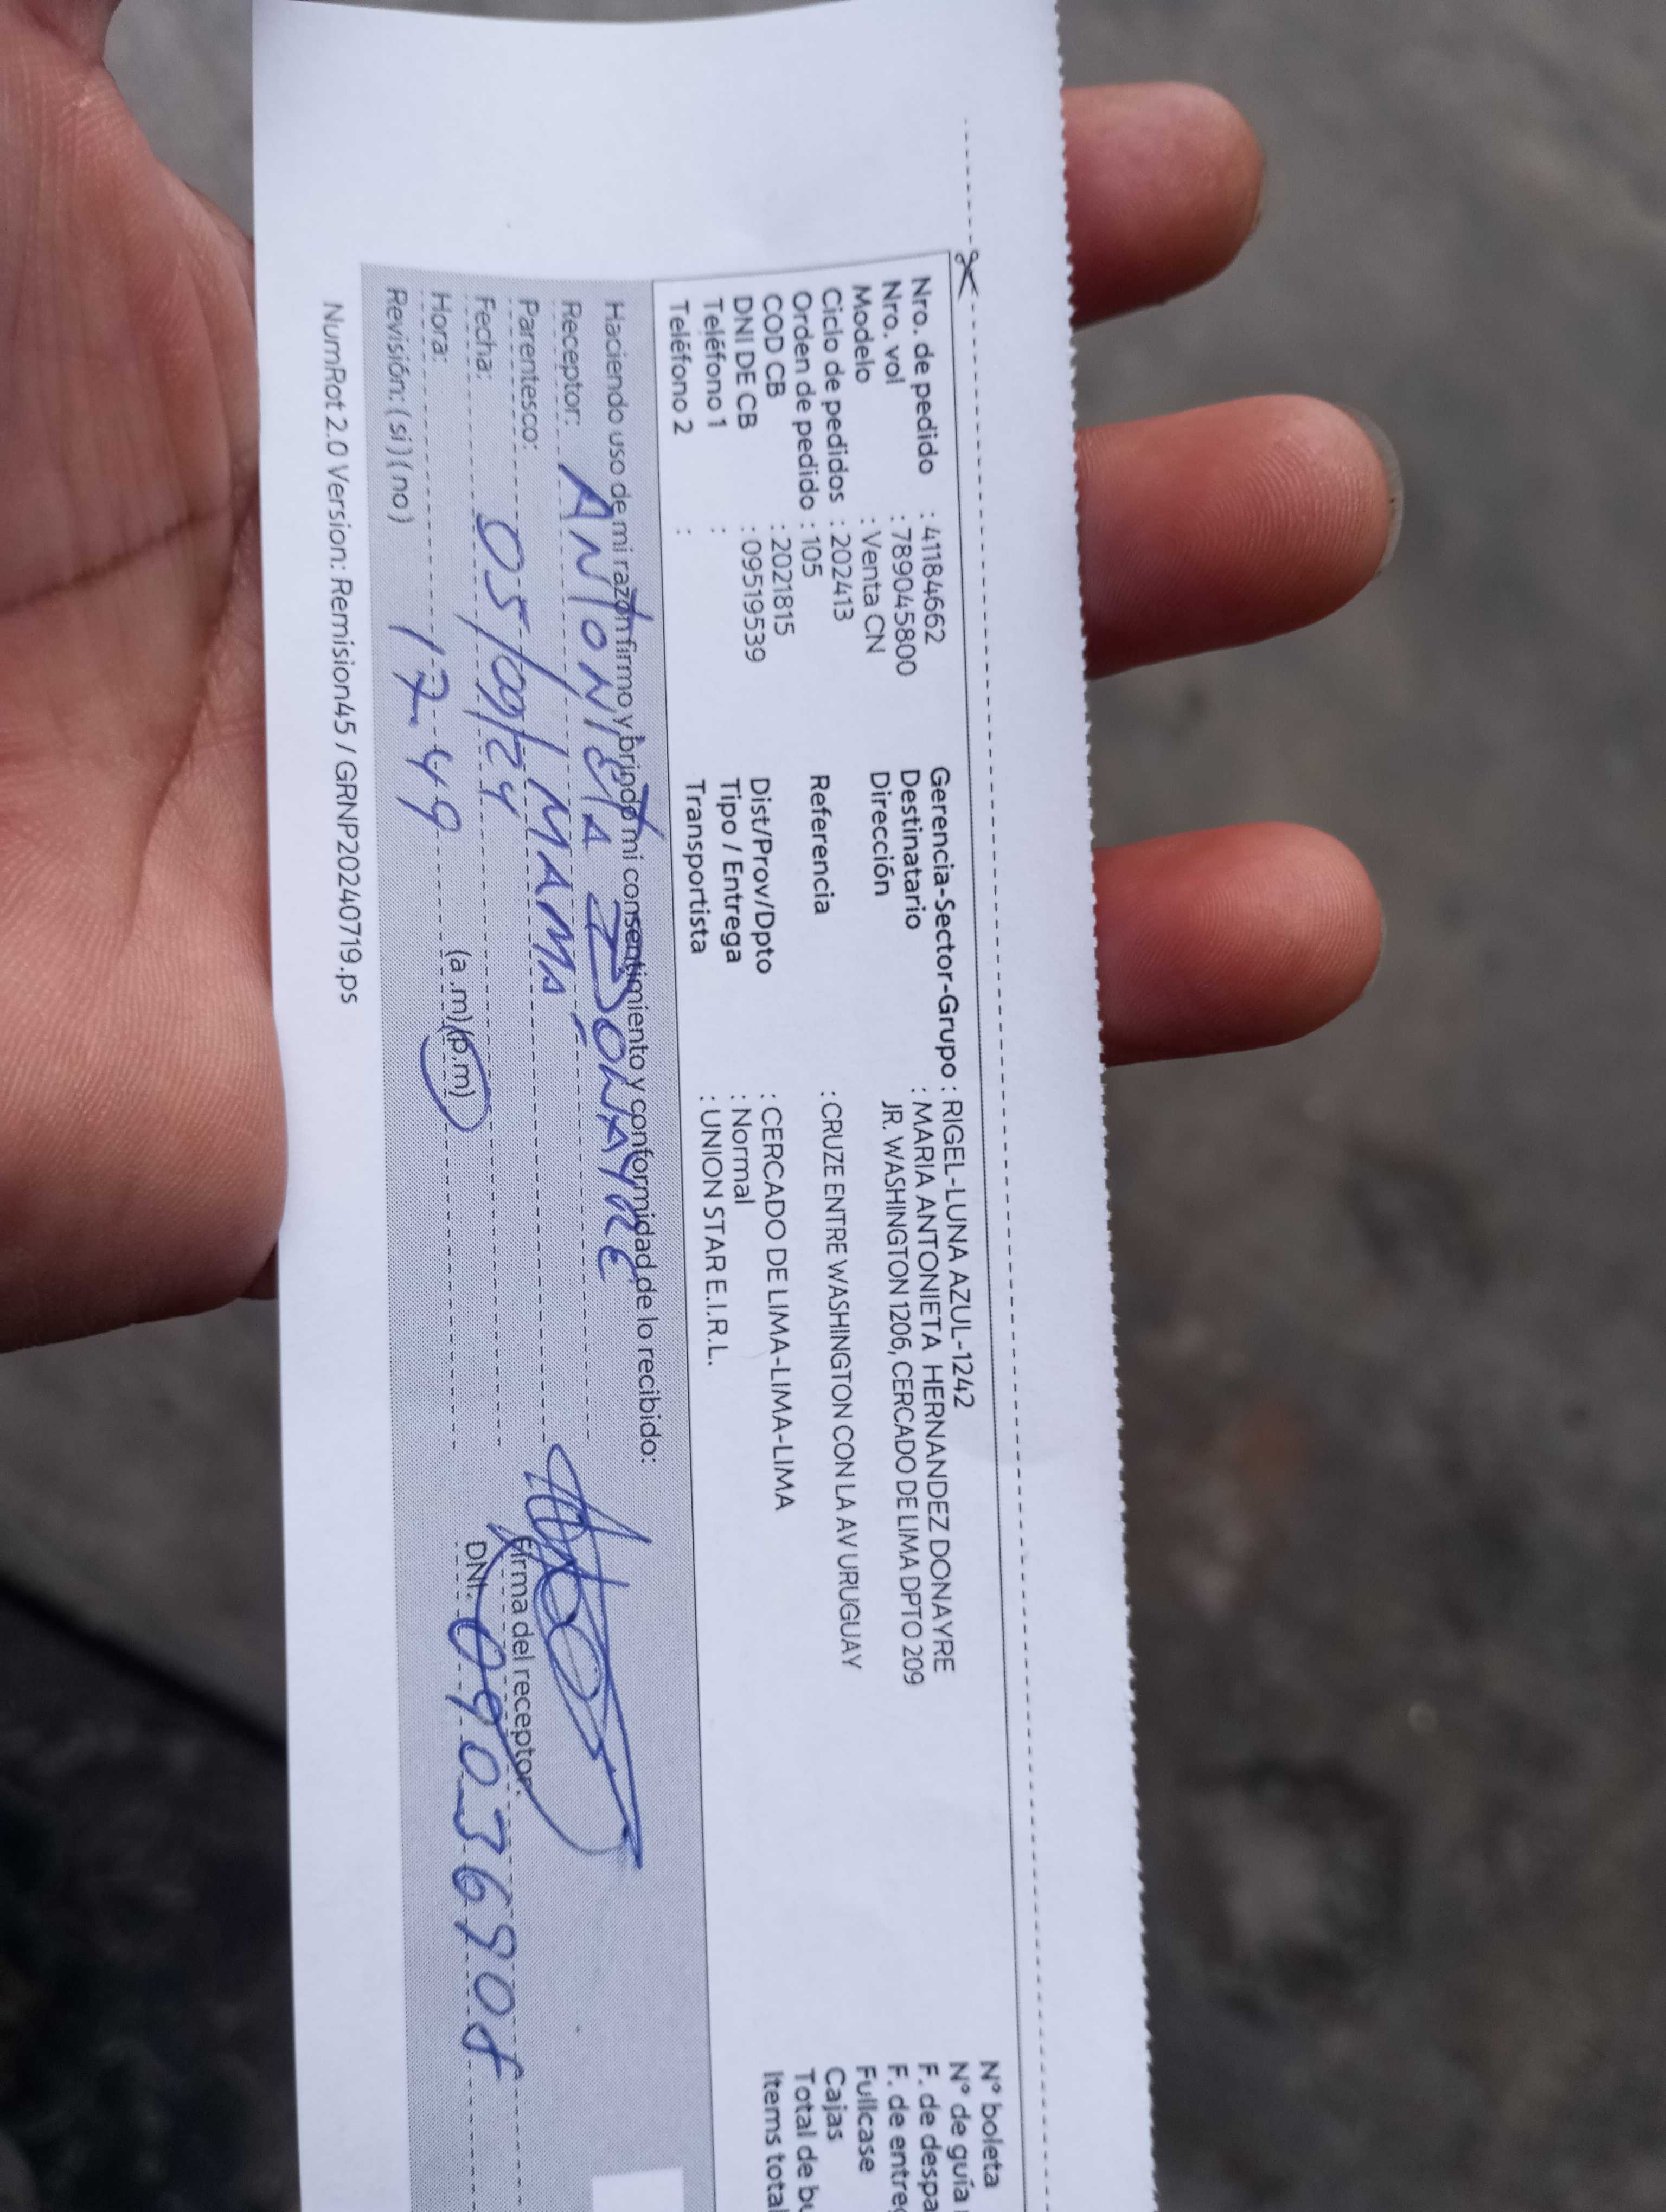 Nro. de pedido : 41184662
Nro. vol : 789045800
Modelo : Venta CN
Ciclo de pedidos : 202413
Orden de pedido : 105
COD CB : 2021815
DNI DE CB : 09519539
Teléfono 1 :
Teléfono 2 :
Gerencia-Sector-Grupo : RIGEL-LUNA AZUL-1242
Destinatario : MARIA ANTONIETA HERNANDEZ DONAYRE
Dirección JR. WASHINGTON 1206, CERCADO DE LIMA DPTO 209
Referencia : CRUZE ENTRE WASHINGTON CON LA AV URUGUAY
Dist/Prov/Dpto : CERCADO DE LIMA-LIMA-LIMA
Tipo / Entrega : Normal
Transportista : UNION STAR E.I.R.L.
N° boleta
N° de guía
F. de despa
F. de entreg
Fullcase
Cajas
Total de bu
Items total
Haciendo uso de mi razón firmo y brindo mi consentimiento y conformidad de lo recibido:
Receptor: ANTONIETA DONAYRE
Parentesco: MAMÁ
Fecha: 05/09/24
Hora: 17.49 (a.m)(p.m)
Revisión: (si)(no)
Firma del receptor:
DNI:
NumRot 2.0 Version: Remision45 / GRNP20240719.ps